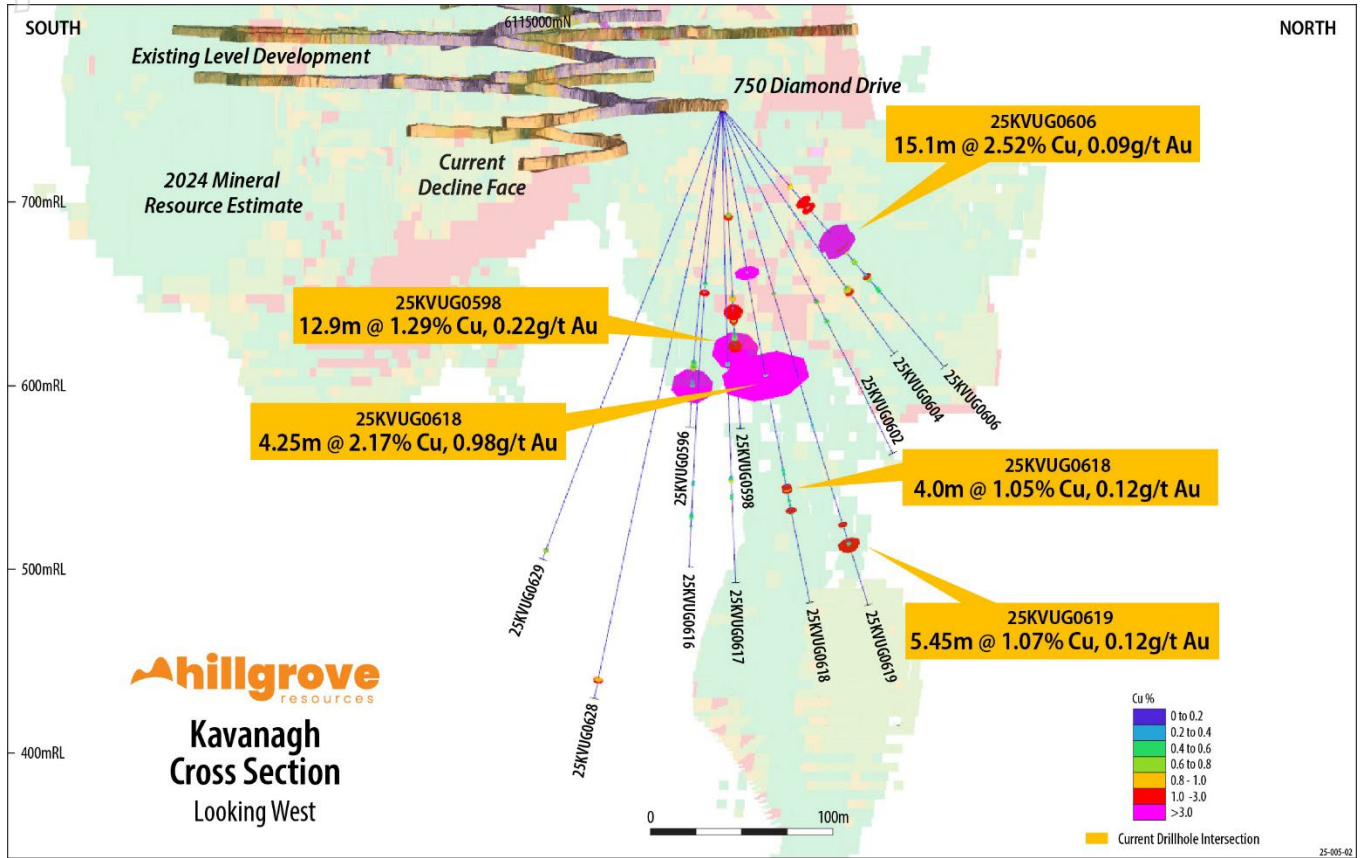 SOUTH
6115000mN
NORTH
Existing Level Development
750 Diamond Drive
25KVUG0606
15.1m @ 2.52% Cu, 0.09g/t Au
Current
Decline Face
2024 Mineral
Resource Estimate
700mRL
25KVUG0598
12.9m @ 1.29% Cu, 0.22g/t Au
600mRL
25KVUG0618
4.25m @ 2.17% Cu, 0.98g/t Au
25KVUG0596
25KVUG0598
25KVUG0602
25KVUG0604
25KVUG0606
25KVUG0618
4.0m @ 1.05% Cu, 0.12g/t Au
500mRL
25KVUG0629
25KVUG0628
25KVUG0616
25KVUG0617
25KVUG0618
25KVUG0619
25KVUG0619
5.45m @ 1.07% Cu, 0.12g/t Au
hillgrove
resources
Kavanagh
Cross Section
Looking West
400mRL
0 100m
Cu %
0 to 0.2
0.2 to 0.4
0.4 to 0.6
0.6 to 0.8
0.8 - 1.0
1.0 -3.0
>3.0
Current Drillhole Intersection
25-005-02